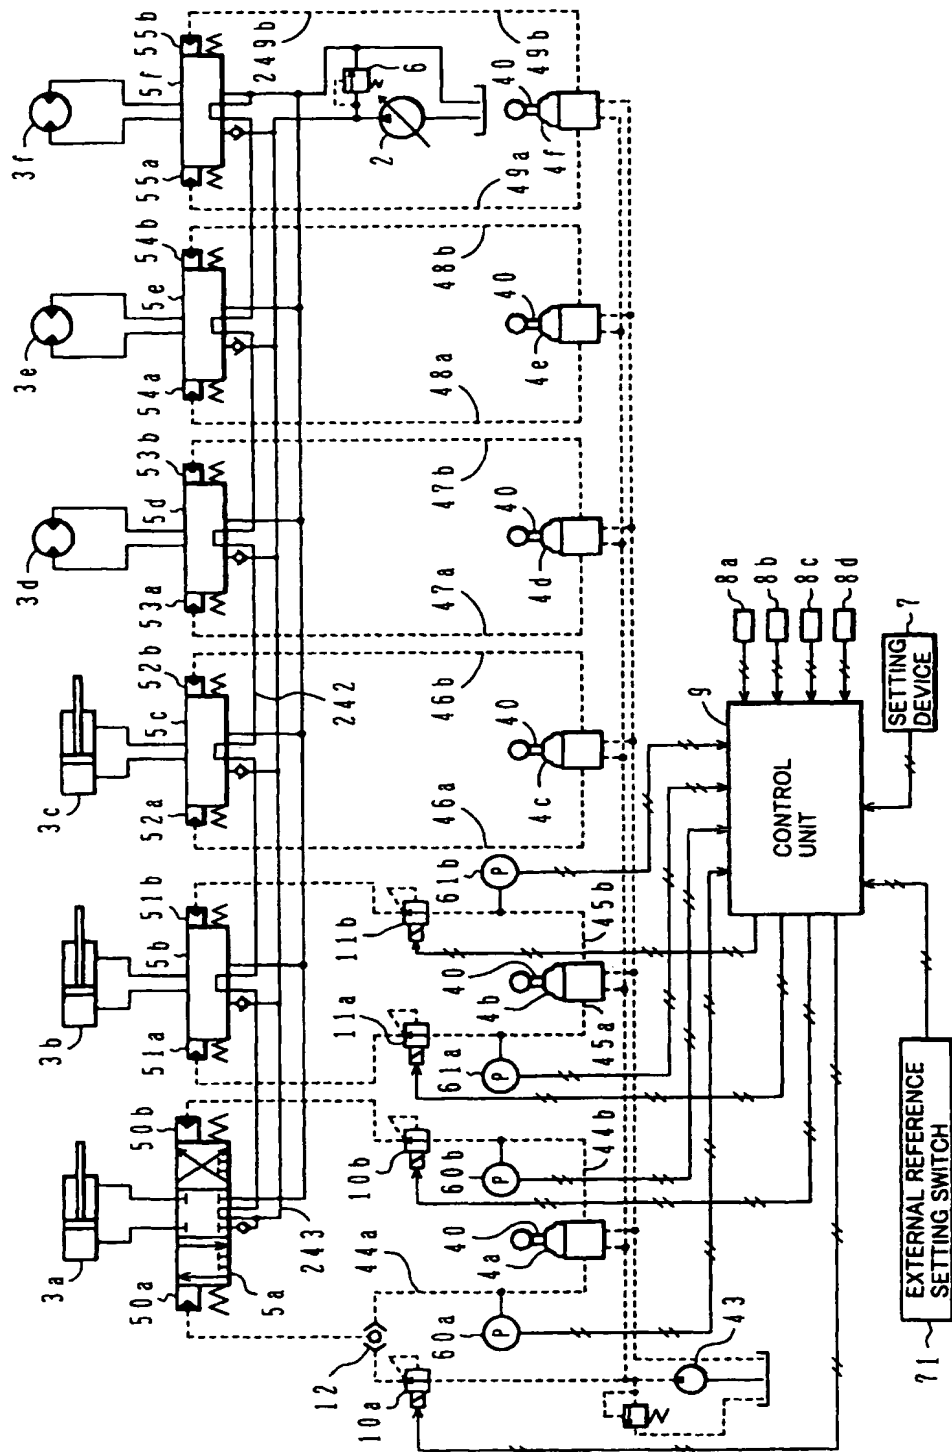 3a
3b
3c
3d
3e
3f
50a
50b
51a
51b
52a
52b
53a
53b
54a
54b
55a
55b
5a
5b
5c
5d
5e
5f
243
242
249b
6
2
44a
44b
45a
45b
46a
46b
47a
47b
48a
48b
49a
49b
12
10a
10b
11a
11b
60a
60b
61a
61b
P
P
P
P
40
40
40
40
40
40
4a
4b
4c
4d
4e
4f
43
9
CONTROL
UNIT
8a
8b
8c
8d
7
SETTING
DEVICE
71
EXTERNAL REFERENCE
SETTING SWITCH